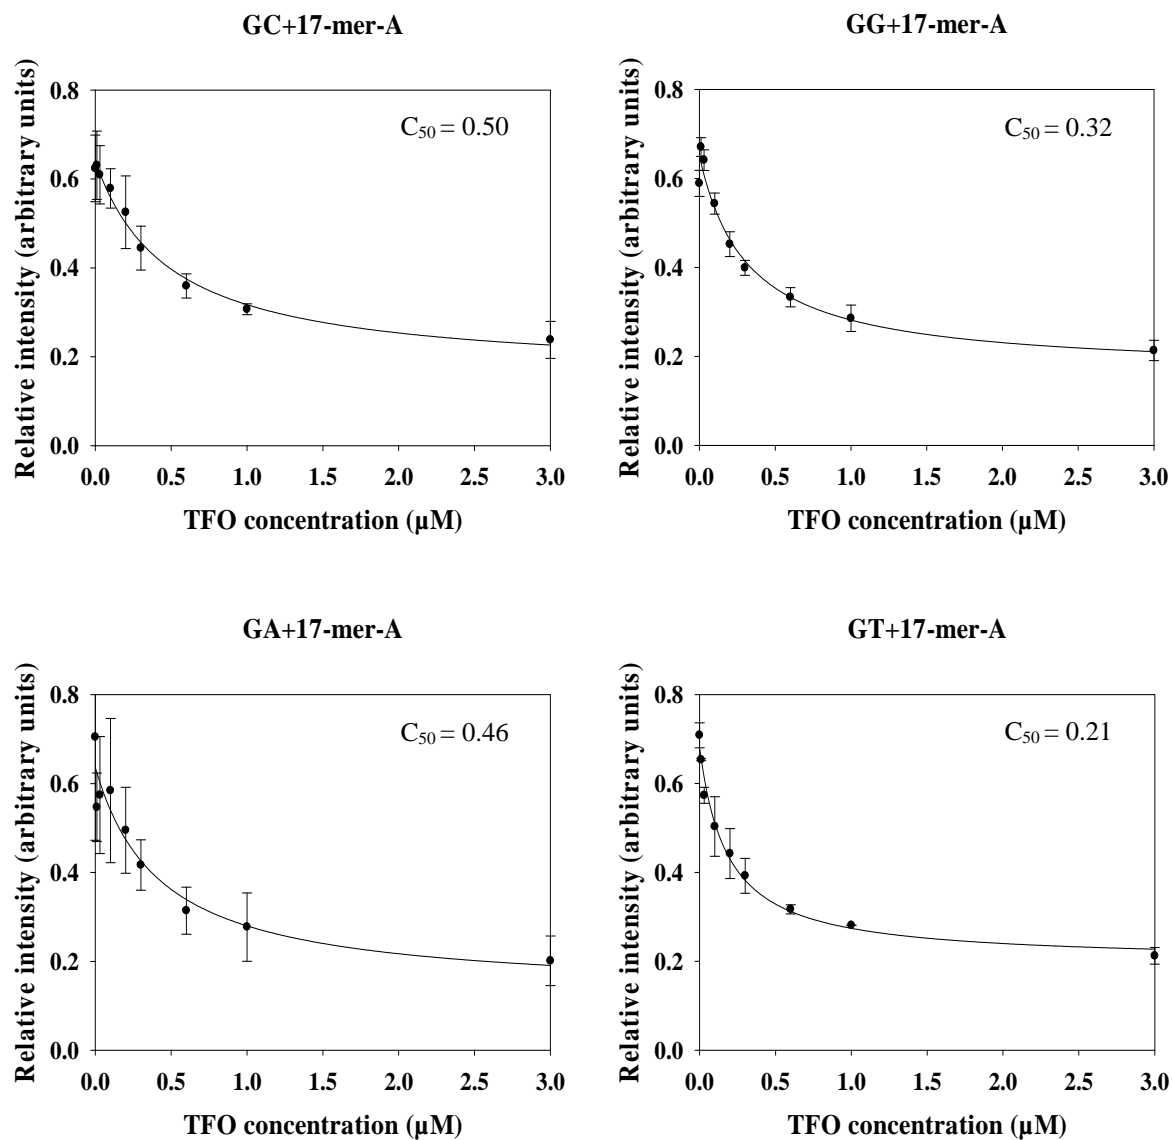 GC+17-mer-A
GG+17-mer-A
Relative intensity (arbitrary units)
0.8
0.6
0.4
0.2
0.0
C₅₀ = 0.50
0.0 0.5 1.0 1.5 2.0 2.5 3.0
TFO concentration (µM)
Relative intensity (arbitrary units)
0.8
0.6
0.4
0.2
0.0
C₅₀ = 0.32
0.0 0.5 1.0 1.5 2.0 2.5 3.0
TFO concentration (µM)
GA+17-mer-A
GT+17-mer-A
Relative intensity (arbitrary units)
0.8
0.6
0.4
0.2
0.0
C₅₀ = 0.46
0.0 0.5 1.0 1.5 2.0 2.5 3.0
TFO concentration (µM)
Relative intensity (arbitrary units)
0.8
0.6
0.4
0.2
0.0
C₅₀ = 0.21
0.0 0.5 1.0 1.5 2.0 2.5 3.0
TFO concentration (µM)